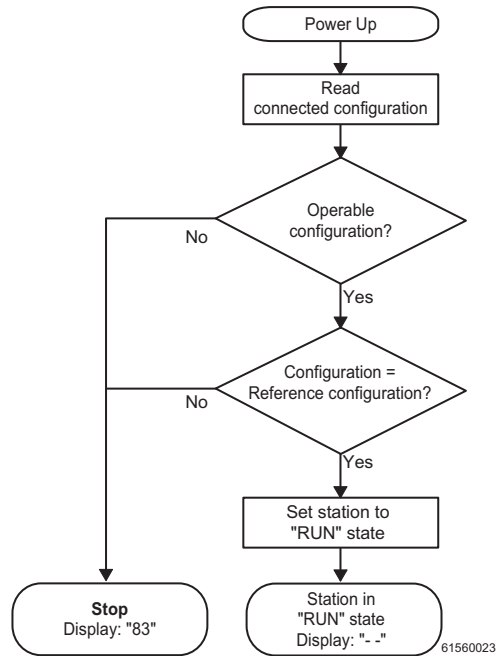 Power Up
Read
connected configuration
Operable
configuration?
No
Yes
Configuration =
Reference configuration?
No
Yes
Set station to
"RUN" state
Stop
Display: "83"
Station in
"RUN" state
Display: "- -"
61560023